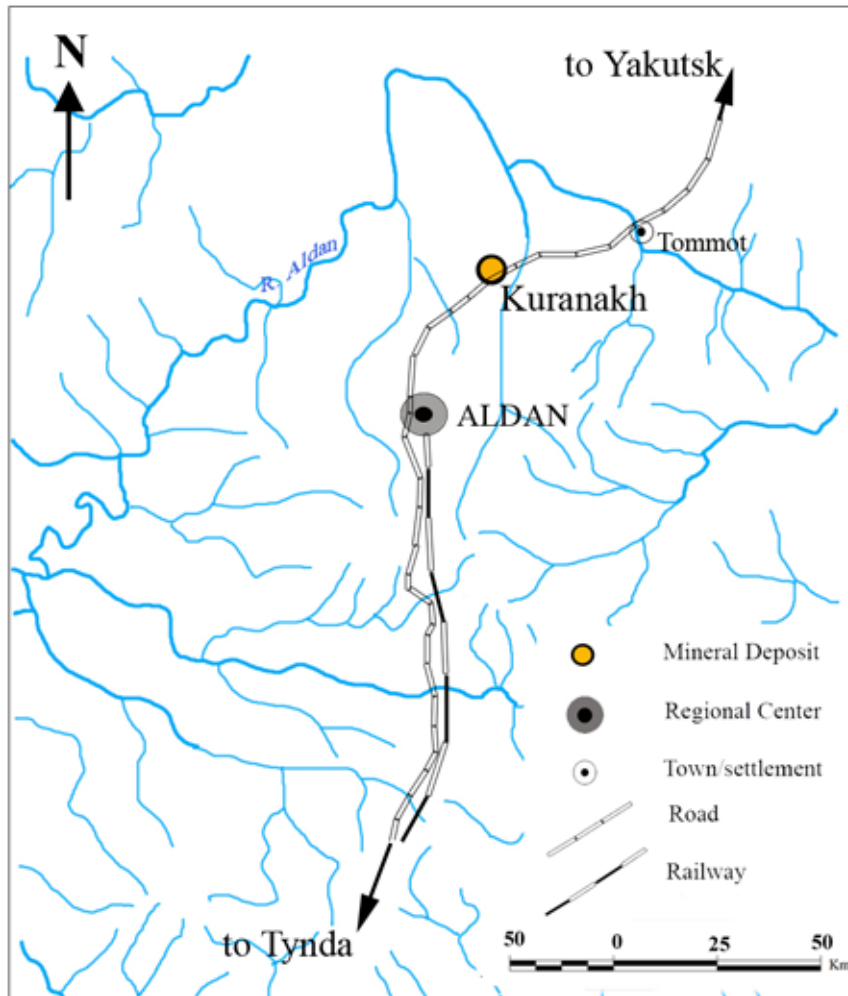 N
to Yakutsk
R. Aldan
Tommot
Kuranakh
ALDAN
Mineral Deposit
Regional Center
Town/settlement
Road
Railway
to Tynda
50 0 25 50
Km